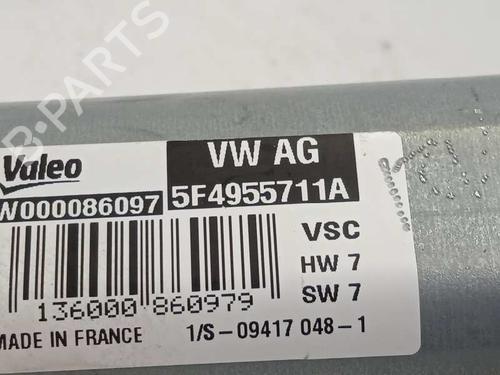 Valeo
VW AG
W000086097
5F4955711A
VSC
HW 7
SW 7
136000 860979
MADE IN FRANCE
1/S-09417 048-1
B-PARTS